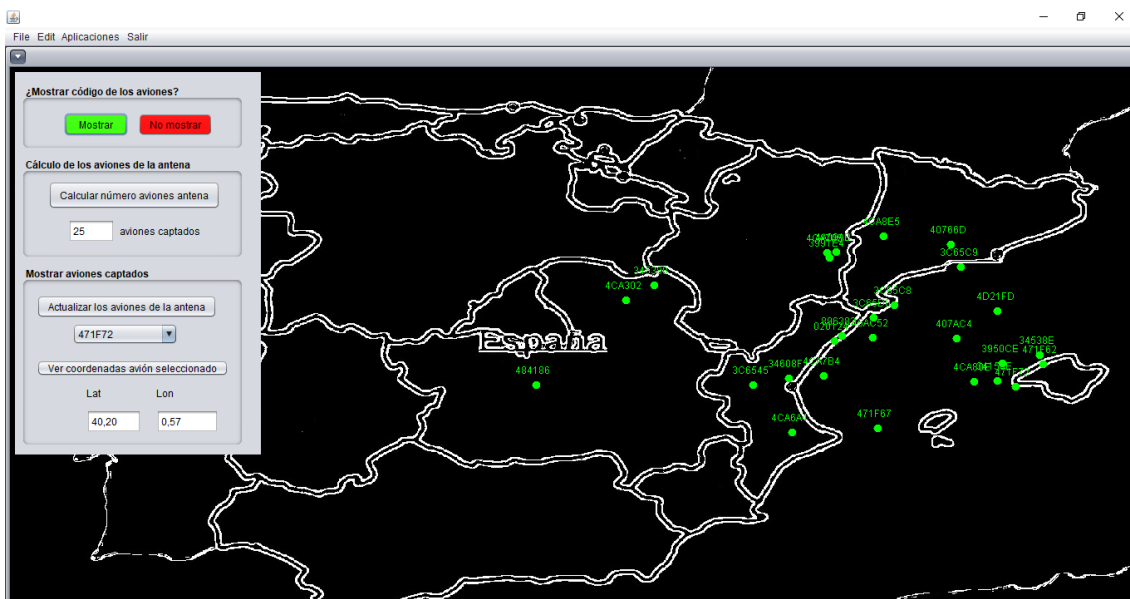 File Edit Aplicaciones Salir
¿Mostrar código de los aviones?
Mostrar No mostrar
Cálculo de los aviones de la antena
Calcular número aviones antena
25 aviones captados
Mostrar aviones captados
Actualizar los aviones de la antena
471F72
Ver coordenadas avión seleccionado
Lat Lon
40,20 0,57
España
40766D
3C65C9
4CA302
4D21FD
407AC4
34538E
3950CE
471F62
484186
3C6545
34608F
471F67